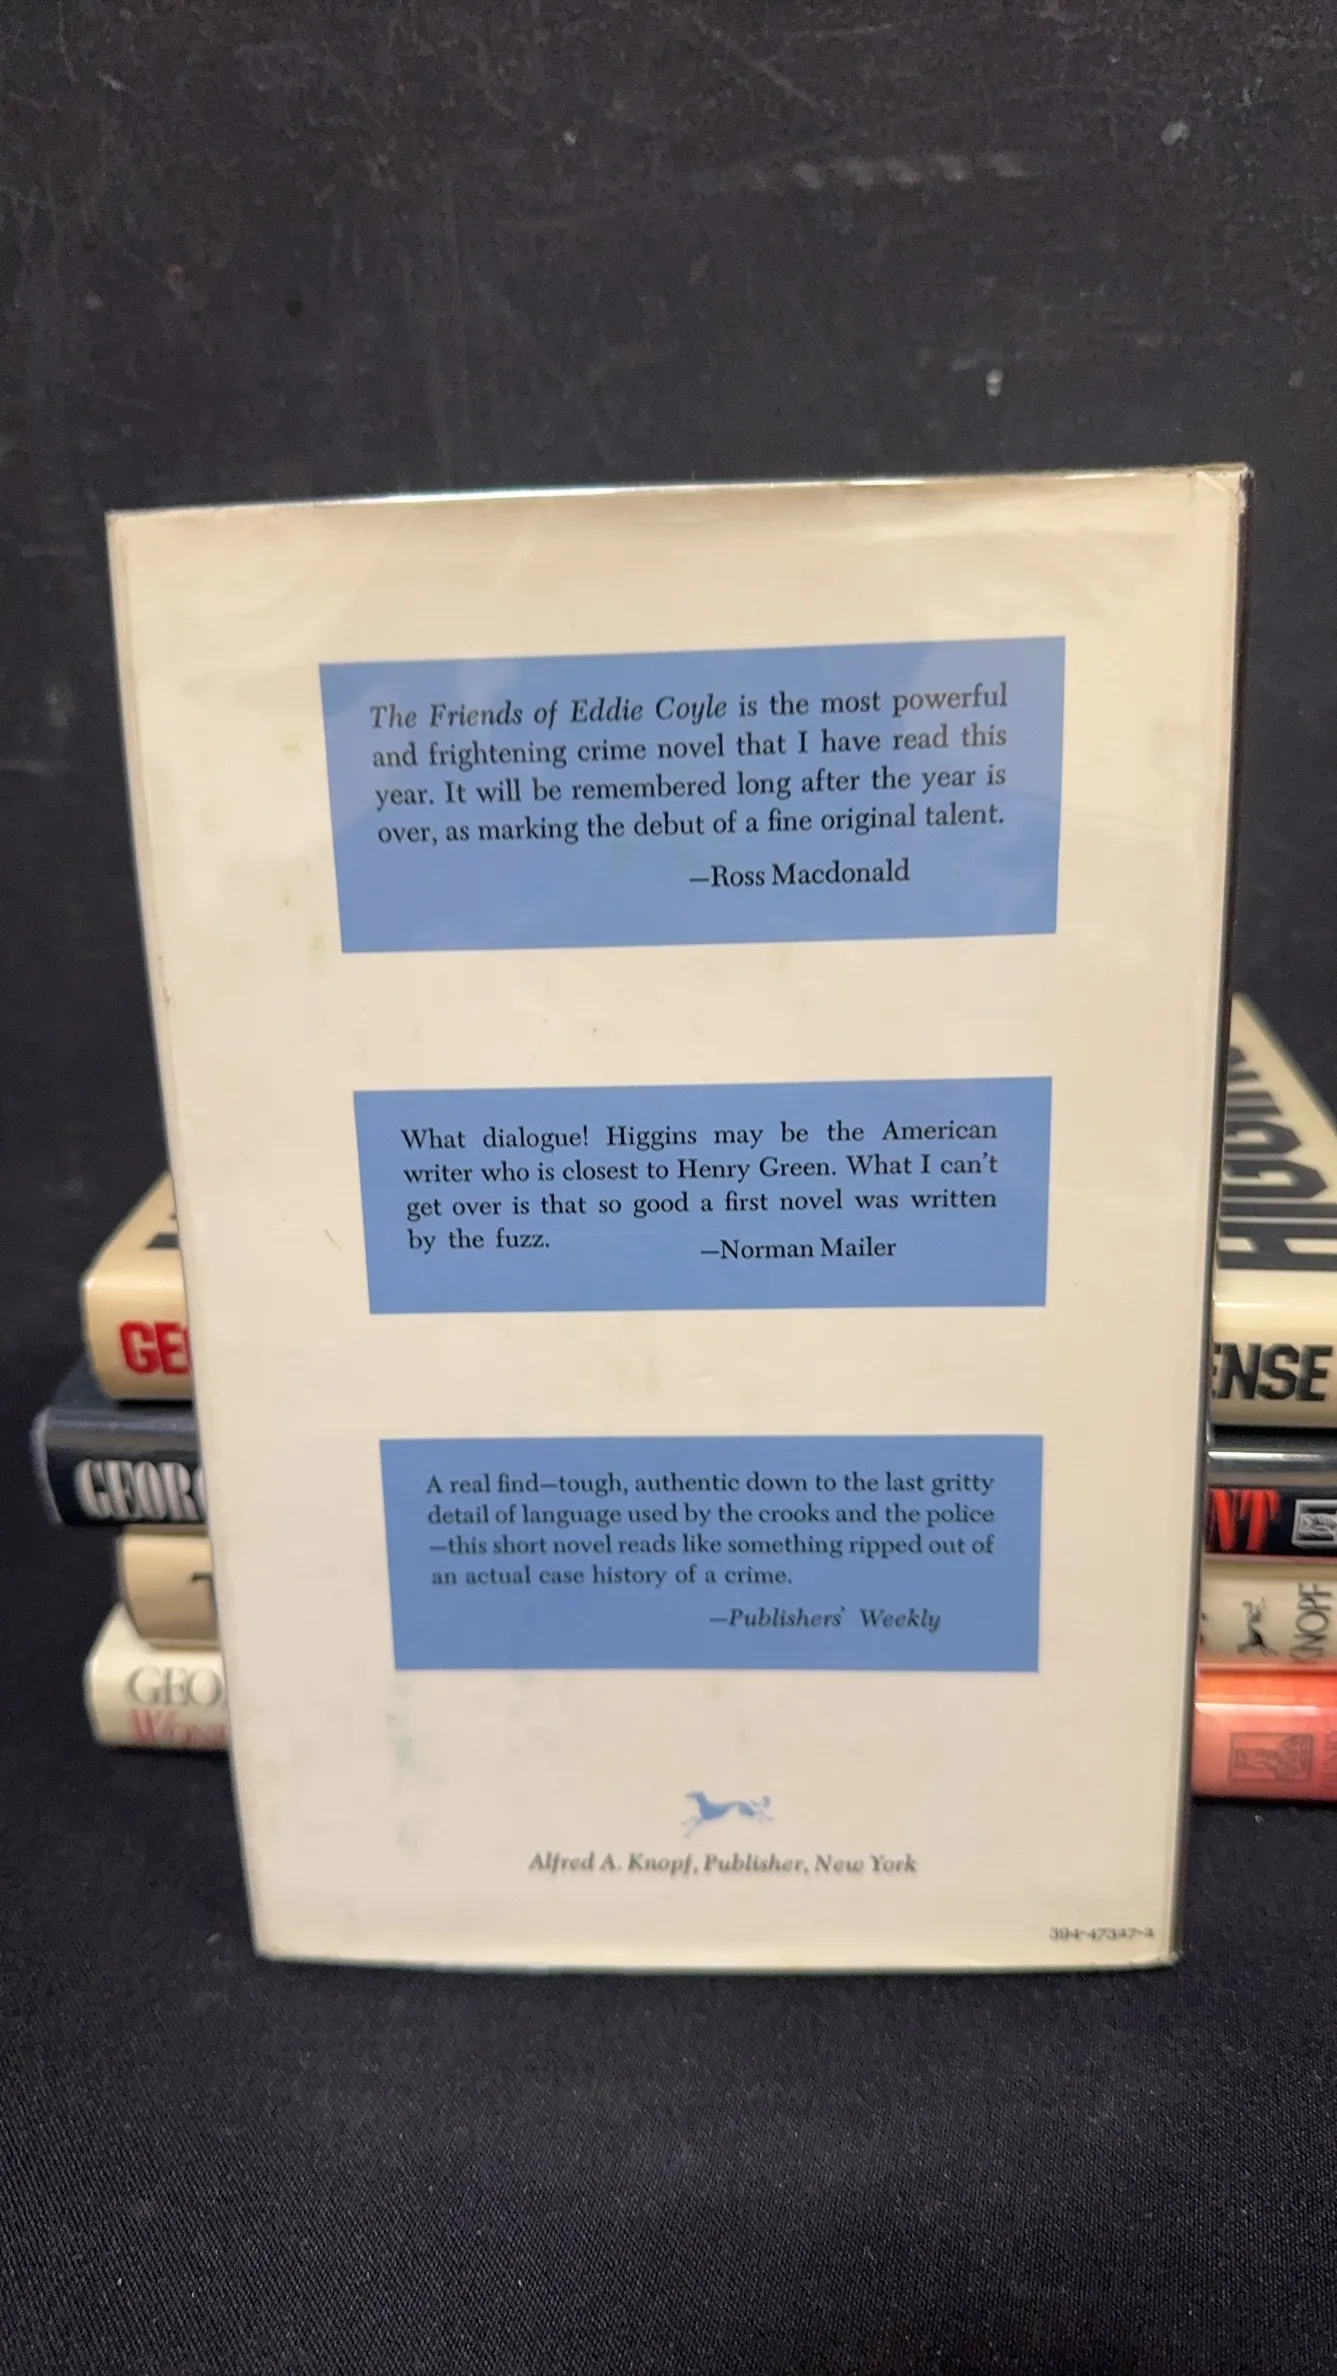 The Friends of Eddie Coyle is the most powerful
and frightening crime novel that I have read this
year. It will be remembered long after the year is
over, as marking the debut of a fine original talent.
—Ross Macdonald
What dialogue! Higgins may be the American
writer who is closest to Henry Green. What I can't
get over is that so good a first novel was written
by the fuzz.
—Norman Mailer
A real find—tough, authentic down to the last gritty
detail of language used by the crooks and the police
—this short novel reads like something ripped out of
an actual case history of a crime.
—Publishers' Weekly
Alfred A. Knopf, Publisher, New York
394-47327-2
GE
GEOR
GEO
WON
HIGGIN
ENSE
NT
KNOPF